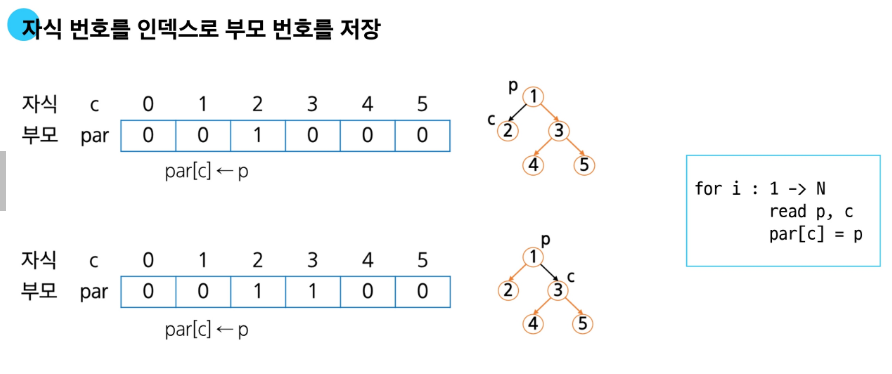 자식 번호를 인덱스로 부모 번호를 저장
자식 c 0 1 2 3 4 5
부모 par 0 0 1 0 0 0
par[c] ← p
p
1
c
2 3
4 5
자식 c 0 1 2 3 4 5
부모 par 0 0 1 1 0 0
par[c] ← p
p
1
c
2 3
4 5
for i : 1 -> N
read p, c
par[c] = p